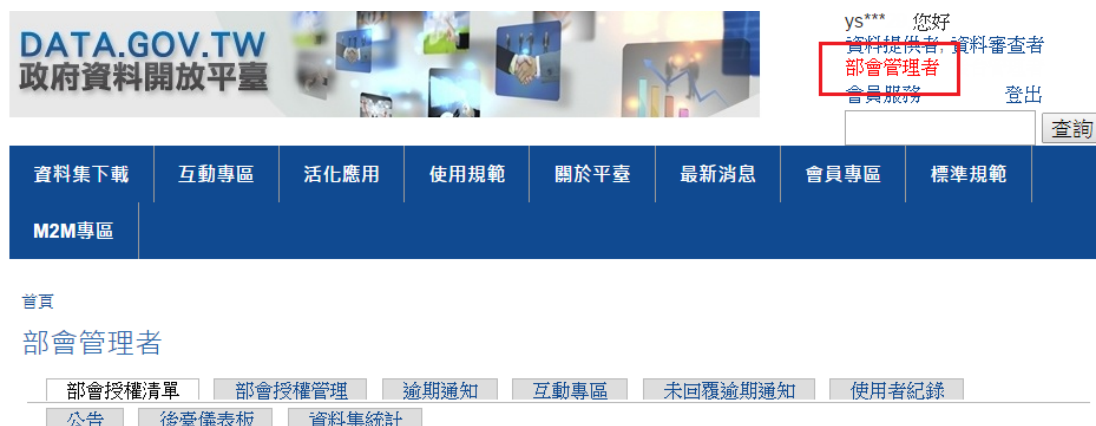 DATA.GOV.TW
政府資料開放平臺
ys*** 您好
資料提供者, 資料審查者
部會管理者
會員服務 登出
查詢
資料集下載 互動專區 活化應用 使用規範 關於平臺 最新消息 會員專區 標準規範
M2M專區
首頁
部會管理者
部會授權清單 部會授權管理 逾期通知 互動專區 未回覆逾期通知 使用者紀錄
公告 後臺儀表板 資料集統計